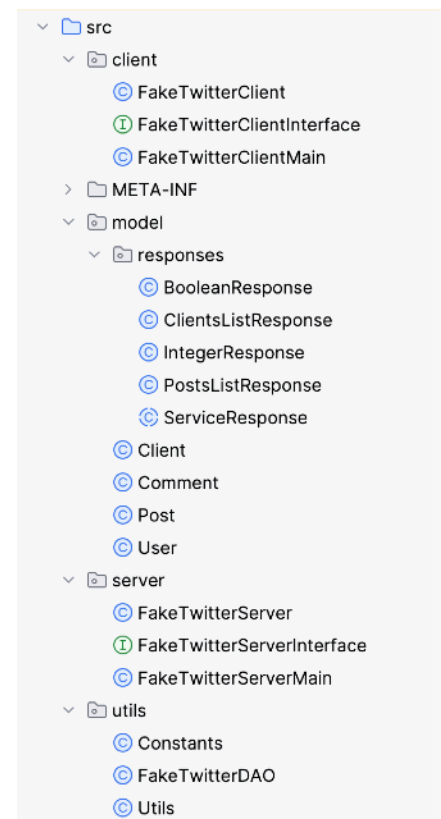 src
client
C FakeTwitterClient
I FakeTwitterClientInterface
C FakeTwitterClientMain
META-INF
model
responses
C BooleanResponse
C ClientsListResponse
C IntegerResponse
C PostsListResponse
C ServiceResponse
C Client
C Comment
C Post
C User
server
C FakeTwitterServer
I FakeTwitterServerInterface
C FakeTwitterServerMain
utils
C Constants
C FakeTwitterDAO
C Utils